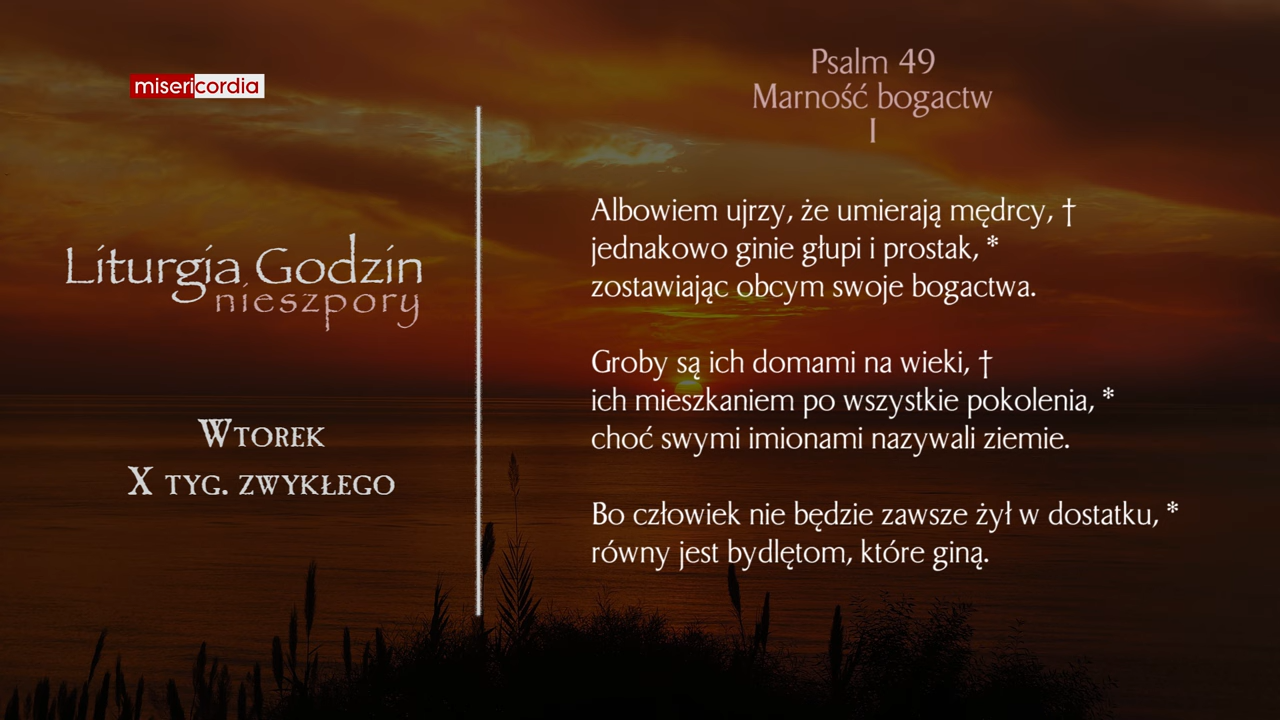 misericordia
Liturgia Godzin
nieszpory
Wtorek
X tyg. zwykłego
Psalm 49
Marność bogactw
I
Albowiem ujrzy, że umierają mędrcy, †
jednakowo ginie głupi i prostak, *
zostawiając obcym swoje bogactwa.
Groby są ich domami na wieki, †
ich mieszkaniem po wszystkie pokolenia, *
choć swymi imionami nazywali ziemie.
Bo człowiek nie będzie zawsze żył w dostatku, *
równy jest bydlętom, które giną.